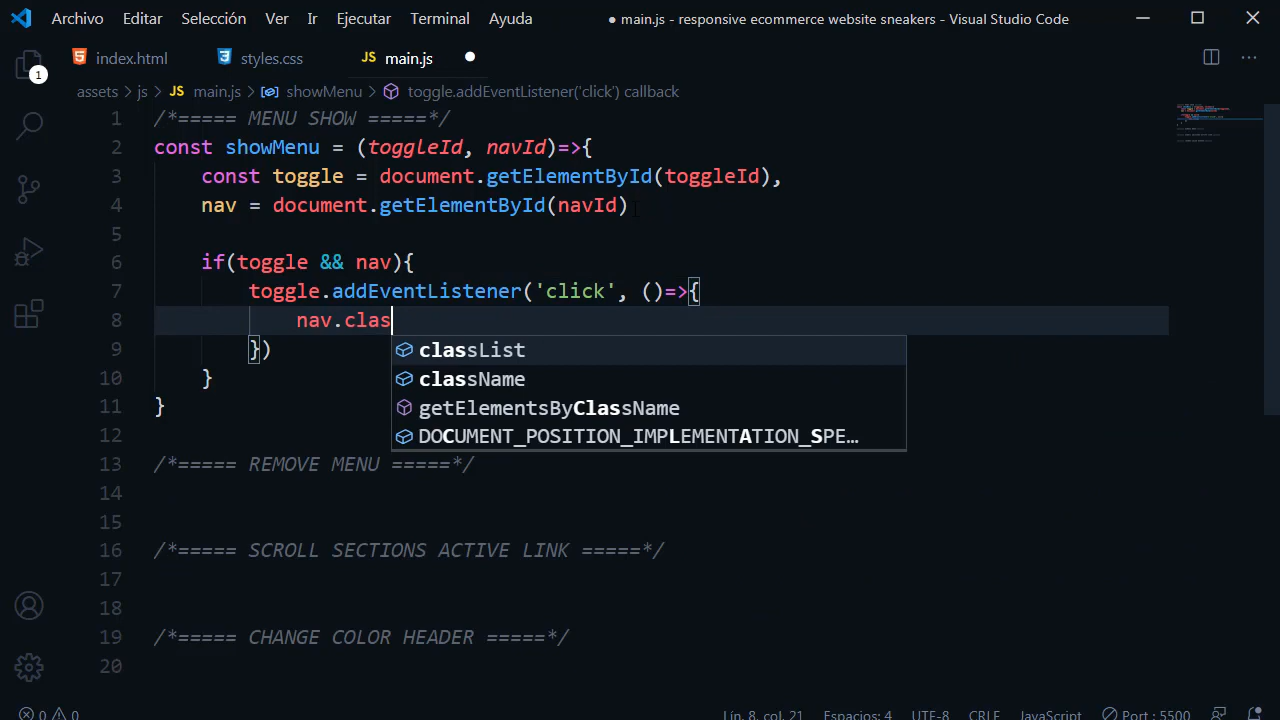 Archivo Editar Selección Ver Ir Ejecutar Terminal Ayuda ● main.js - responsive ecommerce website sneakers - Visual Studio Code
index.html styles.css JS main.js
1
assets > js > JS main.js > showMenu > toggle.addEventListener('click') callback
1 /*===== MENU SHOW =====*/
2 const showMenu = (toggleId, navId)=>{
3 const toggle = document.getElementById(toggleId),
4 nav = document.getElementById(navId)
5
6 if(toggle && nav){
7 toggle.addEventListener('click', ()=>{
8 nav.clas
9 })
classList
10 }
className
11 }
getElementsByClassName
12
DOCUMENT_POSITION_IMPLEMENTATION_SPE…
13 /*===== REMOVE MENU =====*/
14
15
16 /*===== SCROLL SECTIONS ACTIVE LINK =====*/
17
18
19 /*===== CHANGE COLOR HEADER =====*/
20
0 0 Lín. 8, col. 21 Espacios: 4 UTF-8 CRLF JavaScript Port : 5500